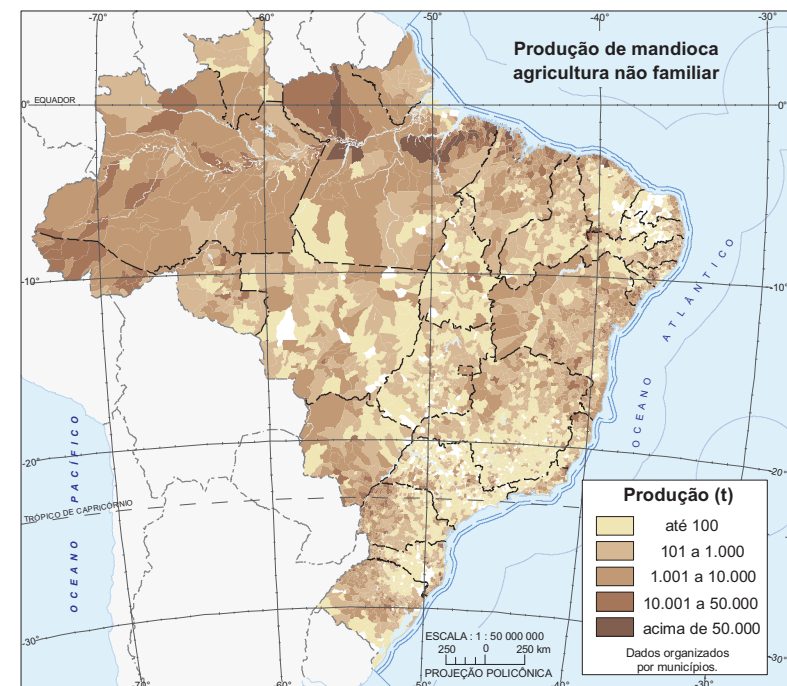 -70°
-60°
-50°
-40°
-30°
Produção de mandioca
agricultura não familiar
EQUADOR
0°
0°
-10°
-10°
OCEANO ATLÂNTICO
OCEANO PACÍFICO
-20°
-20°
TRÓPICO DE CAPRICÓRNIO
Produção (t)
até 100
101 a 1.000
1.001 a 10.000
10.001 a 50.000
acima de 50.000
Dados organizados
por municípios.
ESCALA : 1 : 50 000 000
250 0 250 km
PROJEÇÃO POLICÔNICA
-30°
-30°
-70°
-60°
-50°
-40°
-30°